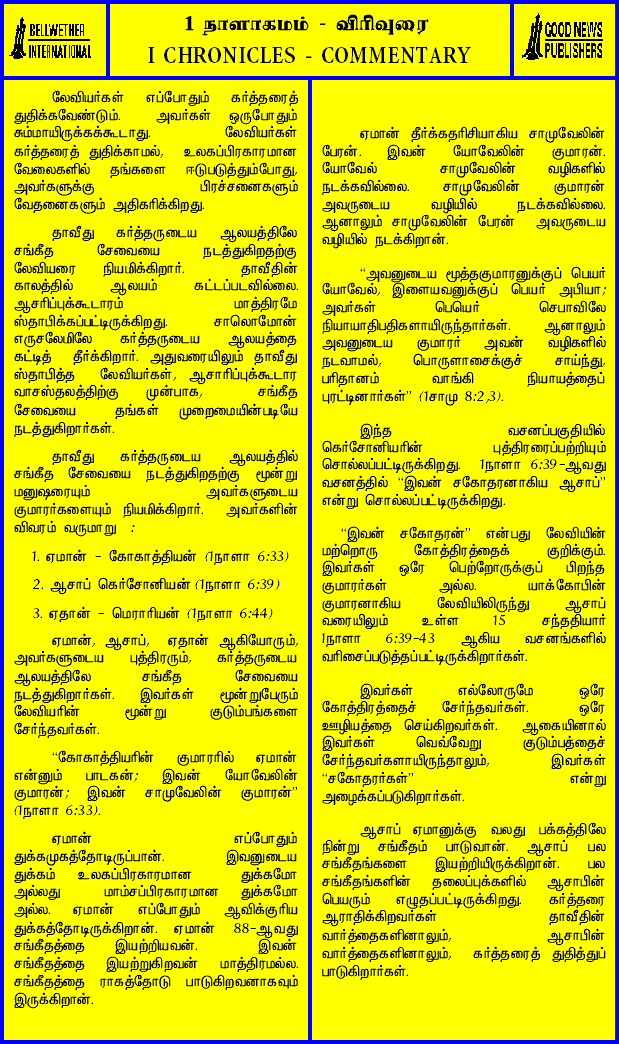 BELLWETHER
INTERNATIONAL
1 நாளாகமம் - விரிவுரை
I CHRONICLES - COMMENTARY
GOOD NEWS
PUBLISHERS
லேவியர்கள் எப்போதும் கர்த்தரைத்
துதிக்கவேண்டும். அவர்கள் ஒருபோதும்
சும்மாயிருக்கக்கூடாது. லேவியர்கள்
கர்த்தரைத் துதிக்காமல், உலகப்பிரகாரமான
வேலைகளில் தங்களை ஈடுபடுத்தும்போது,
அவர்களுக்கு பிரச்சனைகளும்
வேதனைகளும் அதிகரிக்கிறது.
தாவீது கர்த்தருடைய ஆலயத்திலே
சங்கீத சேவையை நடத்துகிறதற்கு
லேவியரை நியமிக்கிறார். தாவீதின்
காலத்தில் ஆலயம் கட்டப்படவில்லை.
ஆசரிப்புக்கூடாரம் மாத்திரமே
ஸ்தாபிக்கப்பட்டிருக்கிறது. சாலொமோன்
எருசலேமிலே கர்த்தருடைய ஆலயத்தை
கட்டித் தீர்க்கிறார். அதுவரையிலும் தாவீது
ஸ்தாபித்த லேவியர்கள், ஆசாரிப்புக்கூடார
வாசஸ்தலத்திற்கு முன்பாக, சங்கீத
சேவையை தங்கள் முறைமையின்படியே
நடத்துகிறார்கள்.
தாவீது கர்த்தருடைய ஆலயத்தில்
சங்கீத சேவையை நடத்துகிறதற்கு மூன்று
மனுஷரையும் அவர்களுடைய
குமாரர்களையும் நியமிக்கிறார். அவர்களின்
விவரம் வருமாறு :
1. ஏமான் - கோகாத்தியன் (1நாளா 6:33)
2. ஆசாப் கெர்சோனியன் (1நாளா 6:39)
3. ஏதான் - மெராரியன் (1நாளா 6:44)
ஏமான், ஆசாப், ஏதான் ஆகியோரும்,
அவர்களுடைய புத்திரரும், கர்த்தருடைய
ஆலயத்திலே சங்கீத சேவையை
நடத்துகிறார்கள். இவர்கள் மூன்றுபேரும்
லேவியரின் மூன்று குடும்பங்களை
சேர்ந்தவர்கள்.
“கோகாத்தியரின் குமாரரில் ஏமான்
என்னும் பாடகன்; இவன் யோவேலின்
குமாரன்; இவன் சாமுவேலின் குமாரன்”
(1நாளா 6:33).
ஏமான் எப்போதும்
துக்கமுகத்தோடிருப்பான். இவனுடைய
துக்கம் உலகப்பிரகாரமான துக்கமோ
அல்லது மாம்சப்பிரகாரமான துக்கமோ
அல்ல. ஏமான் எப்போதும் ஆவிக்குரிய
துக்கத்தோடிருக்கிறான். ஏமான் 88-ஆவது
சங்கீதத்தை இயற்றியவன். இவன்
சங்கீதத்தை இயற்றுகிறவன் மாத்திரமல்ல.
சங்கீதத்தை ராகத்தோடு பாடுகிறவனாகவும்
இருக்கிறான்.
ஏமான் தீர்க்கதரிசியாகிய சாமுவேலின்
பேரன். இவன் யோவேலின் குமாரன்.
யோவேல் சாமுவேலின் வழிகளில்
நடக்கவில்லை. சாமுவேலின் குமாரன்
அவருடைய வழியில் நடக்கவில்லை.
ஆனாலும் சாமுவேலின் பேரன் அவருடைய
வழியில் நடக்கிறான்.
“அவனுடைய மூத்தகுமாரனுக்குப் பெயர்
யோவேல், இளையவனுக்குப் பெயர் அபியா;
அவர்கள் பெயெர் செபாவிலே
நியாயாதிபதிகளாயிருந்தார்கள். ஆனாலும்
அவனுடைய குமாரர் அவன் வழிகளில்
நடவாமல், பொருளாசைக்குச் சாய்ந்து,
பரிதானம் வாங்கி நியாயத்தைப்
புரட்டினார்கள்” (1சாமு 8:2,3).
இந்த வசனப்பகுதியில்
கெர்சோனியரின் புத்திரரைப்பற்றியும்
சொல்லப்பட்டிருக்கிறது. 1நாளா 6:39-ஆவது
வசனத்தில் “இவன் சகோதரனாகிய ஆசாப்”
என்று சொல்லப்பட்டிருக்கிறது.
“இவன் சகோதரன்” என்பது லேவியின்
மற்றொரு கோத்திரத்தைக் குறிக்கும்.
இவர்கள் ஒரே பெற்றோருக்குப் பிறந்த
குமாரர்கள் அல்ல. யாக்கோபின்
குமாரனாகிய லேவியிலிருந்து ஆசாப்
வரையிலும் உள்ள 15 சந்ததியார்
1நாளா 6:39-43 ஆகிய வசனங்களில்
வரிசைப்படுத்தப்பட்டிருக்கிறார்கள்.
இவர்கள் எல்லோருமே ஒரே
கோத்திரத்தைச் சேர்ந்தவர்கள். ஒரே
ஊழியத்தை செய்கிறவர்கள். ஆகையினால்
இவர்கள் வெவ்வேறு குடும்பத்தைச்
சேர்ந்தவர்களாயிருந்தாலும், இவர்கள்
“சகோதரர்கள்” என்று
அழைக்கப்படுகிறார்கள்.
ஆசாப் ஏமானுக்கு வலது பக்கத்திலே
நின்று சங்கீதம் பாடுவான். ஆசாப் பல
சங்கீதங்களை இயற்றியிருக்கிறான். பல
சங்கீதங்களின் தலைப்புக்களில் ஆசாபின்
பெயரும் எழுதப்பட்டிருக்கிறது. கர்த்தரை
ஆராதிக்கிறவர்கள் தாவீதின்
வார்த்தைகளினாலும், ஆசாபின்
வார்த்தைகளினாலும், கர்த்தரைத் துதித்துப்
பாடுகிறார்கள்.